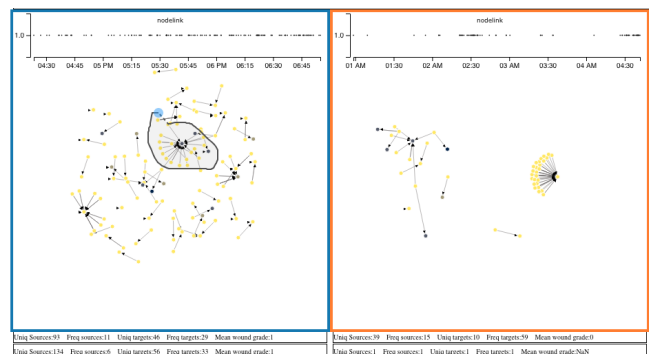 nodelink
1.0
04:30 04:45 05 PM 05:15 05:30 05:45 06 PM 06:15 06:30 06:45
Uniq Sources:93 Freq sources:11 Uniq targets:46 Freq targets:29 Mean wound grade:1
Uniq Sources:134 Freq sources:6 Uniq targets:56 Freq targets:33 Mean wound grade:1
nodelink
1.0
01 AM 01:30 02 AM 02:30 03 AM 03:30 04 AM 04:30
Uniq Sources:39 Freq sources:15 Uniq targets:10 Freq targets:59 Mean wound grade:0
Uniq Sources:1 Freq sources:1 Uniq targets:1 Freq targets:1 Mean wound grade:NaN